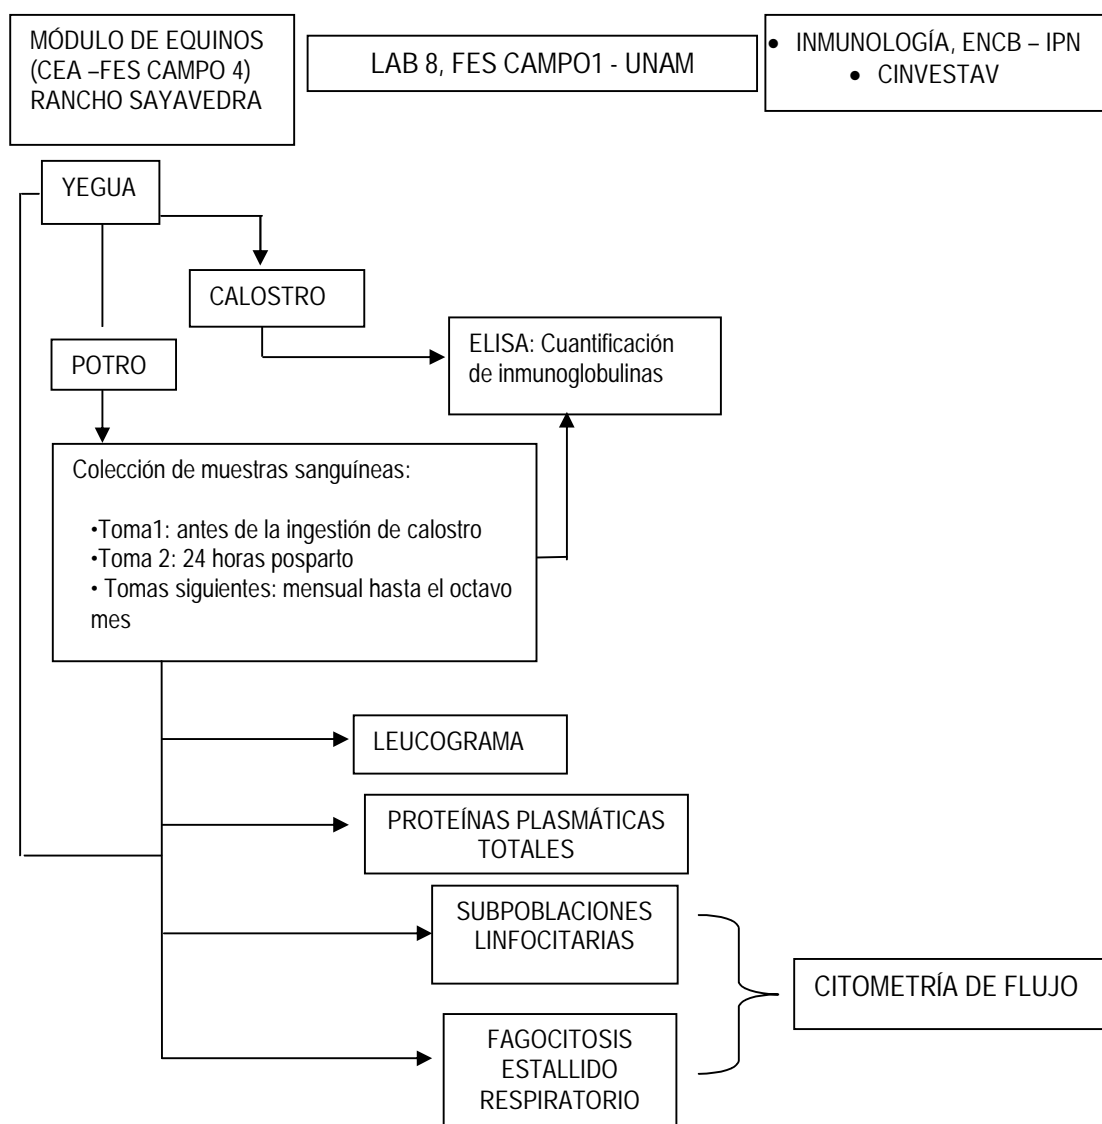 MÓDULO DE EQUINOS
(CEA –FES CAMPO 4)
RANCHO SAYAVEDRA
LAB 8, FES CAMPO1 - UNAM
• INMUNOLOGÍA, ENCB – IPN
• CINVESTAV
YEGUA
CALOSTRO
POTRO
ELISA: Cuantificación
de inmunoglobulinas
Colección de muestras sanguíneas:
•Toma1: antes de la ingestión de calostro
•Toma 2: 24 horas posparto
• Tomas siguientes: mensual hasta el octavo
mes
LEUCOGRAMA
PROTEÍNAS PLASMÁTICAS
TOTALES
SUBPOBLACIONES
LINFOCITARIAS
CITOMETRÍA DE FLUJO
FAGOCITOSIS
ESTALLIDO
RESPIRATORIO